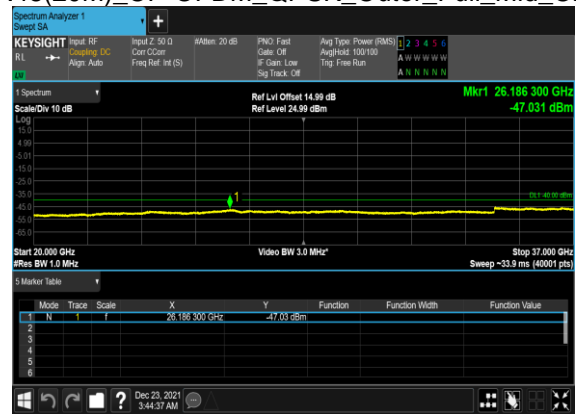 Spectrum Analyzer 1
Swept SA
KEYSIGHT Input: RF Input Z: 50 Ω #Atten: 20 dB PNO: Fast Avg Type: Power (RMS) 1 2 3 4 5 6
RL Coupling: DC Corr CCorr Gate: Off Avg|Hold: 100/100 A W W W W W
Align: Auto Freq Ref: Int (S) IF Gain: Low Trig: Free Run
Sig Track: Off A N N N N N
1 Spectrum Ref Lvl Offset 14.99 dB Mkr1 26.186 300 GHz
Scale/Div 10 dB Ref Level 24.99 dBm -47.031 dBm
Log
15.0
4.99
-5.01
-15.0
-25.0
-35.0 1 DL1 -40.00 dBm
-45.0
-55.0
-65.0
Start 20.000 GHz Video BW 3.0 MHz* Stop 37.000 GHz
#Res BW 1.0 MHz Sweep ~33.9 ms (40001 pts)
5 Marker Table
Mode Trace Scale X Y Function Function Width Function Value
1 N 1 f 26.186 300 GHz -47.03 dBm
2
3
4
5
6
Dec 23, 2021
3:44:37 AM